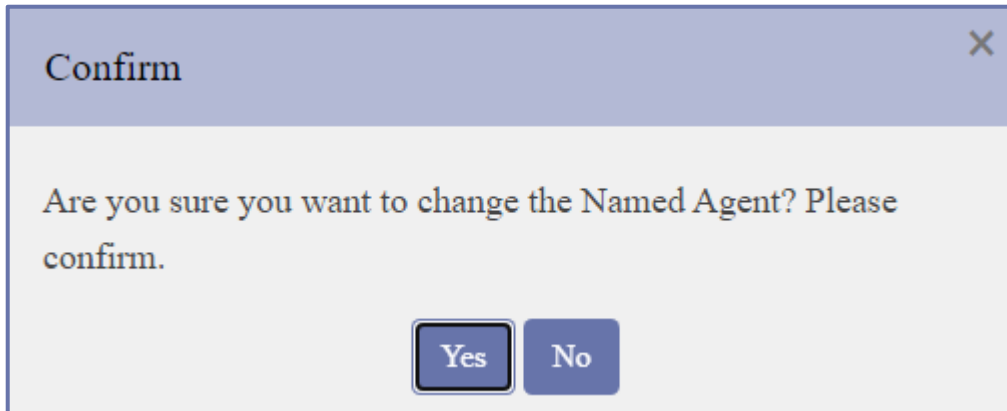 Confirm
Are you sure you want to change the Named Agent? Please
confirm.
Yes No